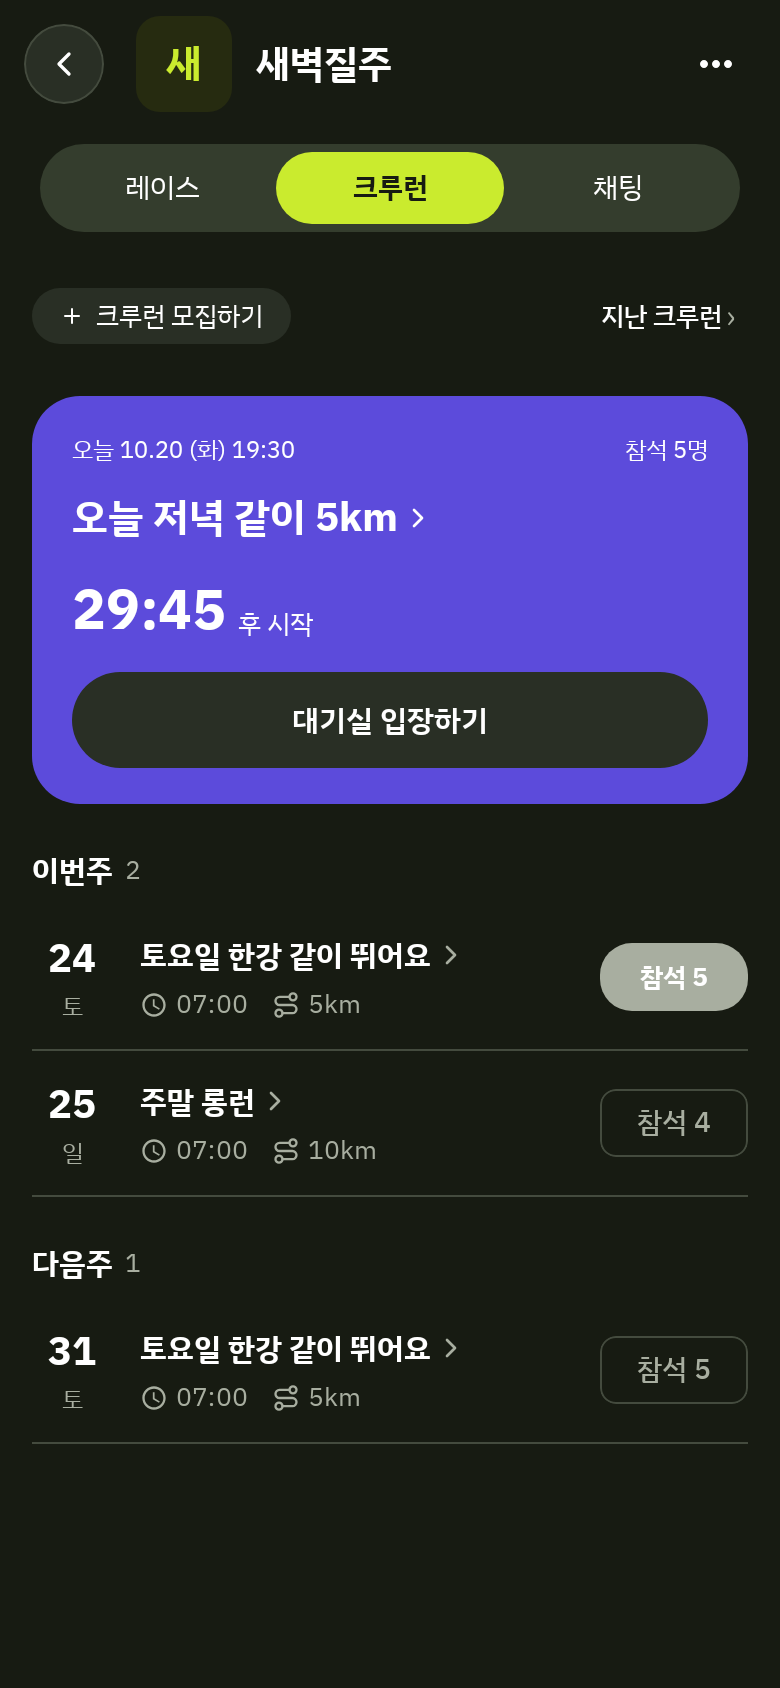 새 새벽질주
레이스 크루런 채팅
+ 크루런 모집하기 지난 크루런 ›
오늘 10.20 (화) 19:30 참석 5명
오늘 저녁 같이 5km
29:45 후 시작
대기실 입장하기
이번주 2
24 토요일 한강 같이 뛰어요 참석 5
토 07:00 5km
25 주말 롱런 참석 4
일 07:00 10km
다음주 1
31 토요일 한강 같이 뛰어요 참석 5
토 07:00 5km